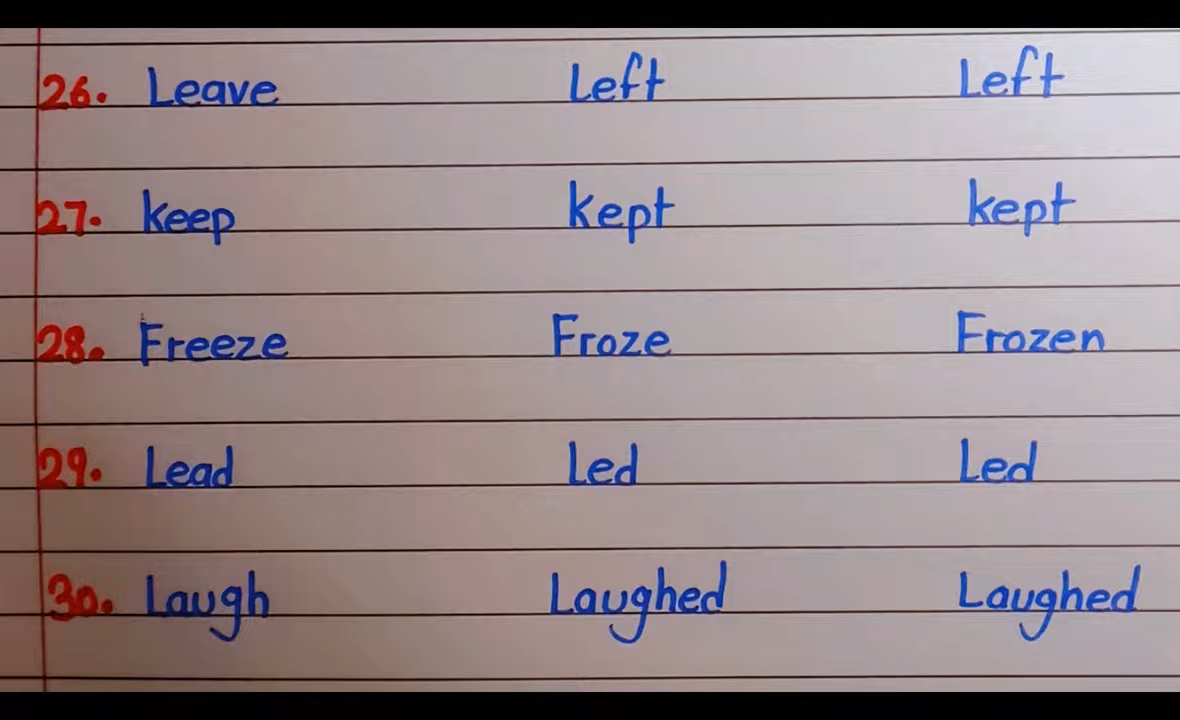 26. Leave Left Left
27. keep kept kept
28. Freeze Froze Frozen
29. Lead Led Led
30. Laugh Laughed Laughed